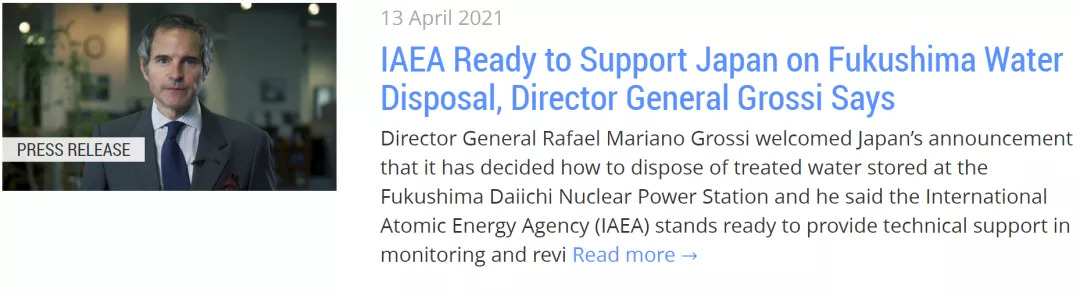 13 April 2021
IAEA Ready to Support Japan on Fukushima Water
Disposal, Director General Grossi Says
PRESS RELEASE
Director General Rafael Mariano Grossi welcomed Japan’s announcement
that it has decided how to dispose of treated water stored at the
Fukushima Daiichi Nuclear Power Station and he said the International
Atomic Energy Agency (IAEA) stands ready to provide technical support in
monitoring and revi Read more →